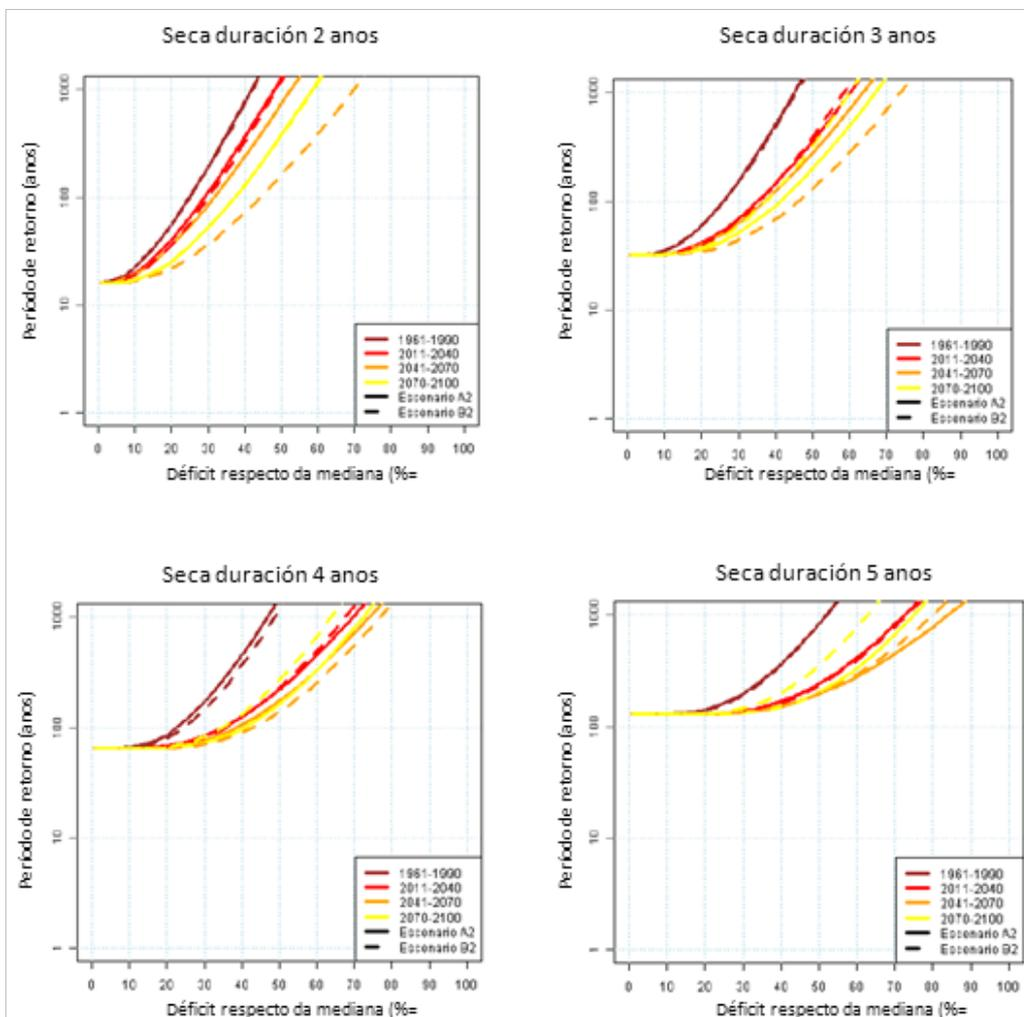 Seca duración 2 anos
Período de retorno (anos)
1000
100
10
1
0 10 20 30 40 50 60 70 80 90 100
Déficit respecto da mediana (%=
1961-1990
2011-2040
2041-2070
2070-2100
Escenario A2
Escenario B2
Seca duración 3 anos
Período de retorno (anos)
1000
100
10
1
0 10 20 30 40 50 60 70 80 90 100
Déficit respecto da mediana (%=
1961-1990
2011-2040
2041-2070
2070-2100
Escenario A2
Escenario B2
Seca duración 4 anos
Período de retorno (anos)
1000
100
10
1
0 10 20 30 40 50 60 70 80 90 100
Déficit respecto da mediana (%=
1961-1990
2011-2040
2041-2070
2070-2100
Escenario A2
Escenario B2
Seca duración 5 anos
Período de retorno (anos)
1000
100
10
1
0 10 20 30 40 50 60 70 80 90 100
Déficit respecto da mediana (%=
1961-1990
2011-2040
2041-2070
2070-2100
Escenario A2
Escenario B2